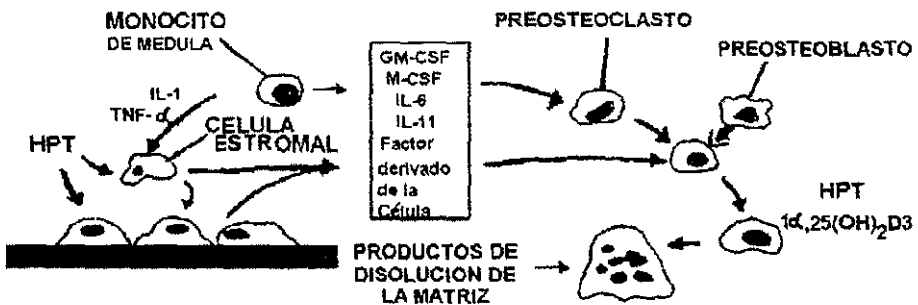 MONOCITO
DE MEDULA
IL-1
TNF-α
HPT
CELULA
ESTROMAL
GM-CSF
M-CSF
IL-6
IL-11
Factor
derivado
de la
Célula
PREOSTEOCLASTO
PREOSTEOBLASTO
HPT
1α,25(OH)2D3
PRODUCTOS DE
DISOLUCION DE
LA MATRIZ